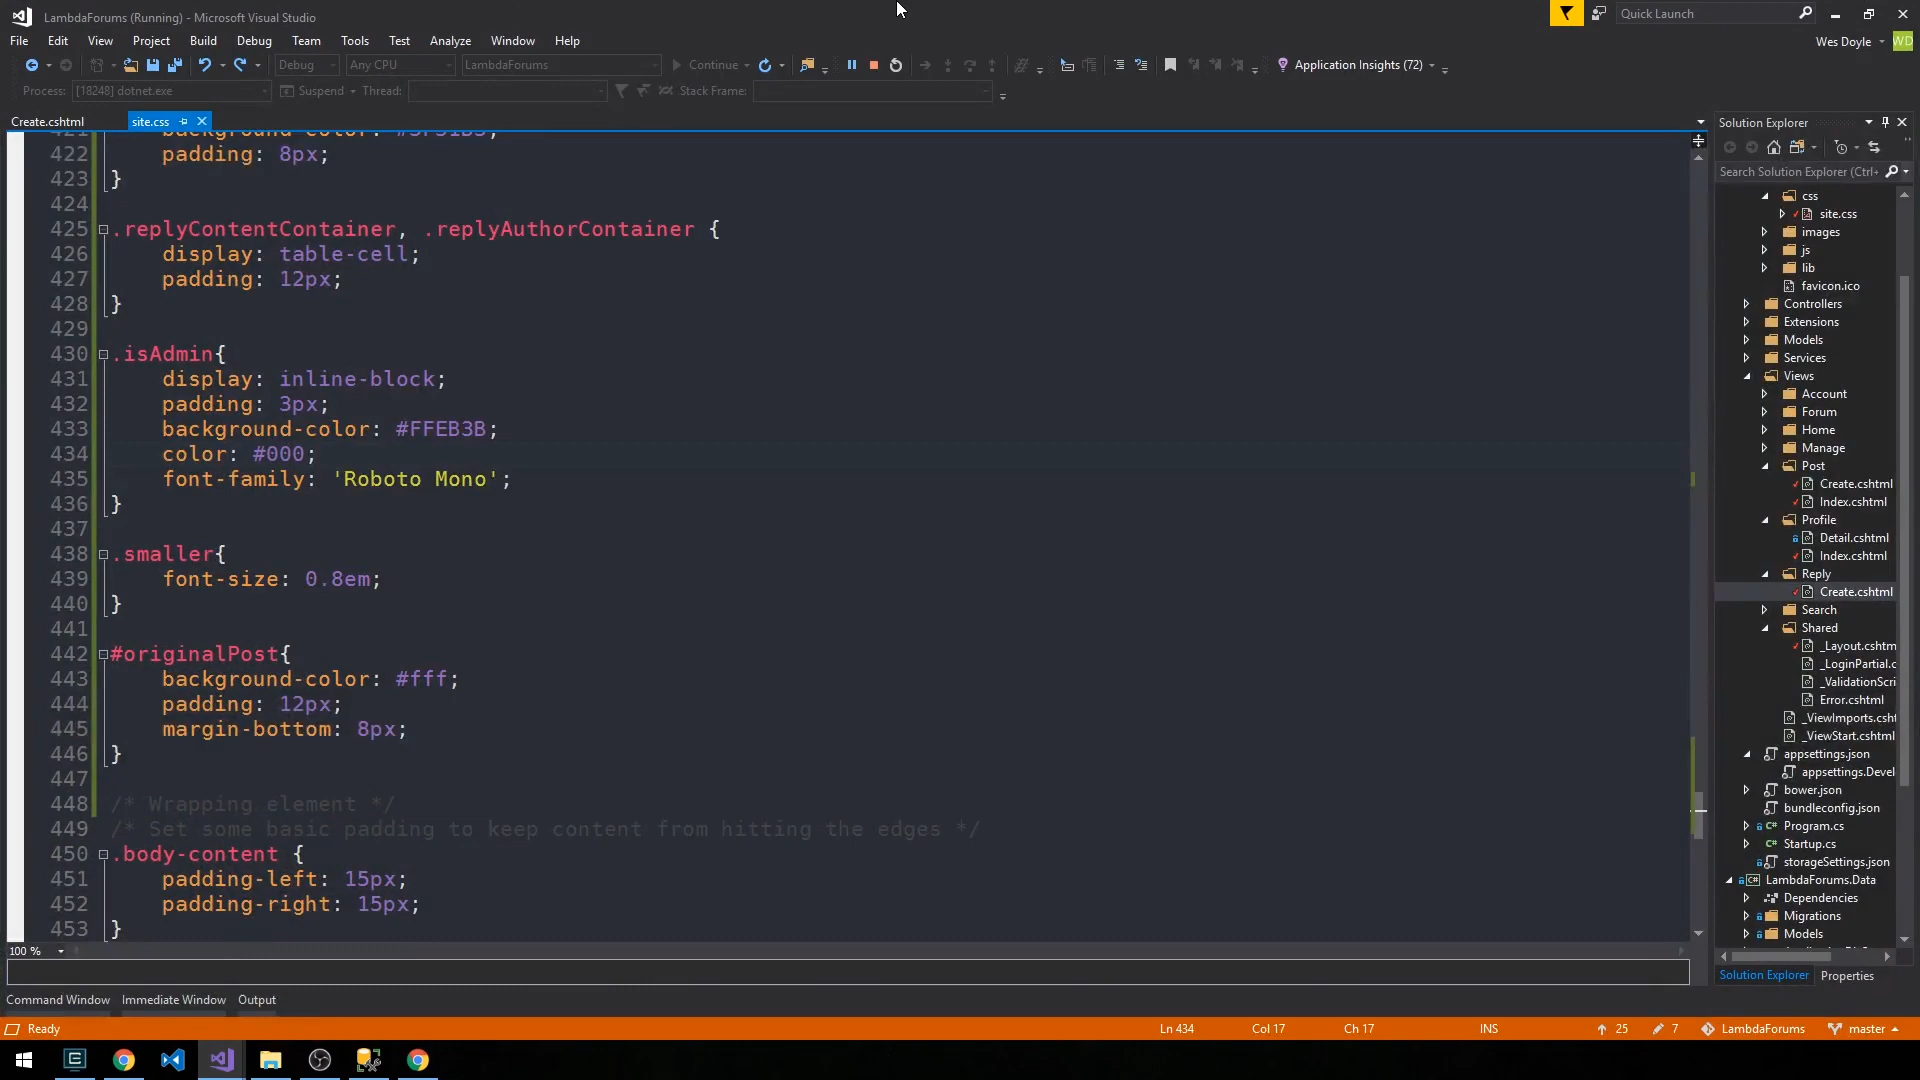 LambdaForums (Running) - Microsoft Visual Studio
Quick Launch
File Edit View Project Build Debug Team Tools Test Analyze Window Help
Wes Doyle WD
Debug Any CPU LambdaForums Continue Application Insights (72)
Process: [18248] dotnet.exe Suspend Thread: Stack Frame:
Create.cshtml site.css
422 padding: 8px;
423 }
424
425 .replyContentContainer, .replyAuthorContainer {
426 display: table-cell;
427 padding: 12px;
428 }
429
430 .isAdmin{
431 display: inline-block;
432 padding: 3px;
433 background-color: #FFEB3B;
434 color: #000;
435 font-family: 'Roboto Mono';
436 }
437
438 .smaller{
439 font-size: 0.8em;
440 }
441
442 #originalPost{
443 background-color: #fff;
444 padding: 12px;
445 margin-bottom: 8px;
446 }
447
448 /* Wrapping element */
449 /* Set some basic padding to keep content from hitting the edges */
450 .body-content {
451 padding-left: 15px;
452 padding-right: 15px;
453 }
100 %
Command Window Immediate Window Output
Solution Explorer
Search Solution Explorer (Ctrl+
css
site.css
images
js
lib
favicon.ico
Controllers
Extensions
Models
Services
Views
Account
Forum
Home
Manage
Post
Create.cshtml
Index.cshtml
Profile
Detail.cshtml
Index.cshtml
Reply
Create.cshtml
Search
Shared
_Layout.cshtm
_LoginPartial.c
_ValidationScri
Error.cshtml
_ViewImports.csht
_ViewStart.cshtml
appsettings.json
appsettings.Devel
bower.json
bundleconfig.json
C# Program.cs
C# Startup.cs
storageSettings.json
C# LambdaForums.Data
Dependencies
Migrations
Models
Solution Explorer Properties
Ready Ln 434 Col 17 Ch 17 INS 25 7 LambdaForums master